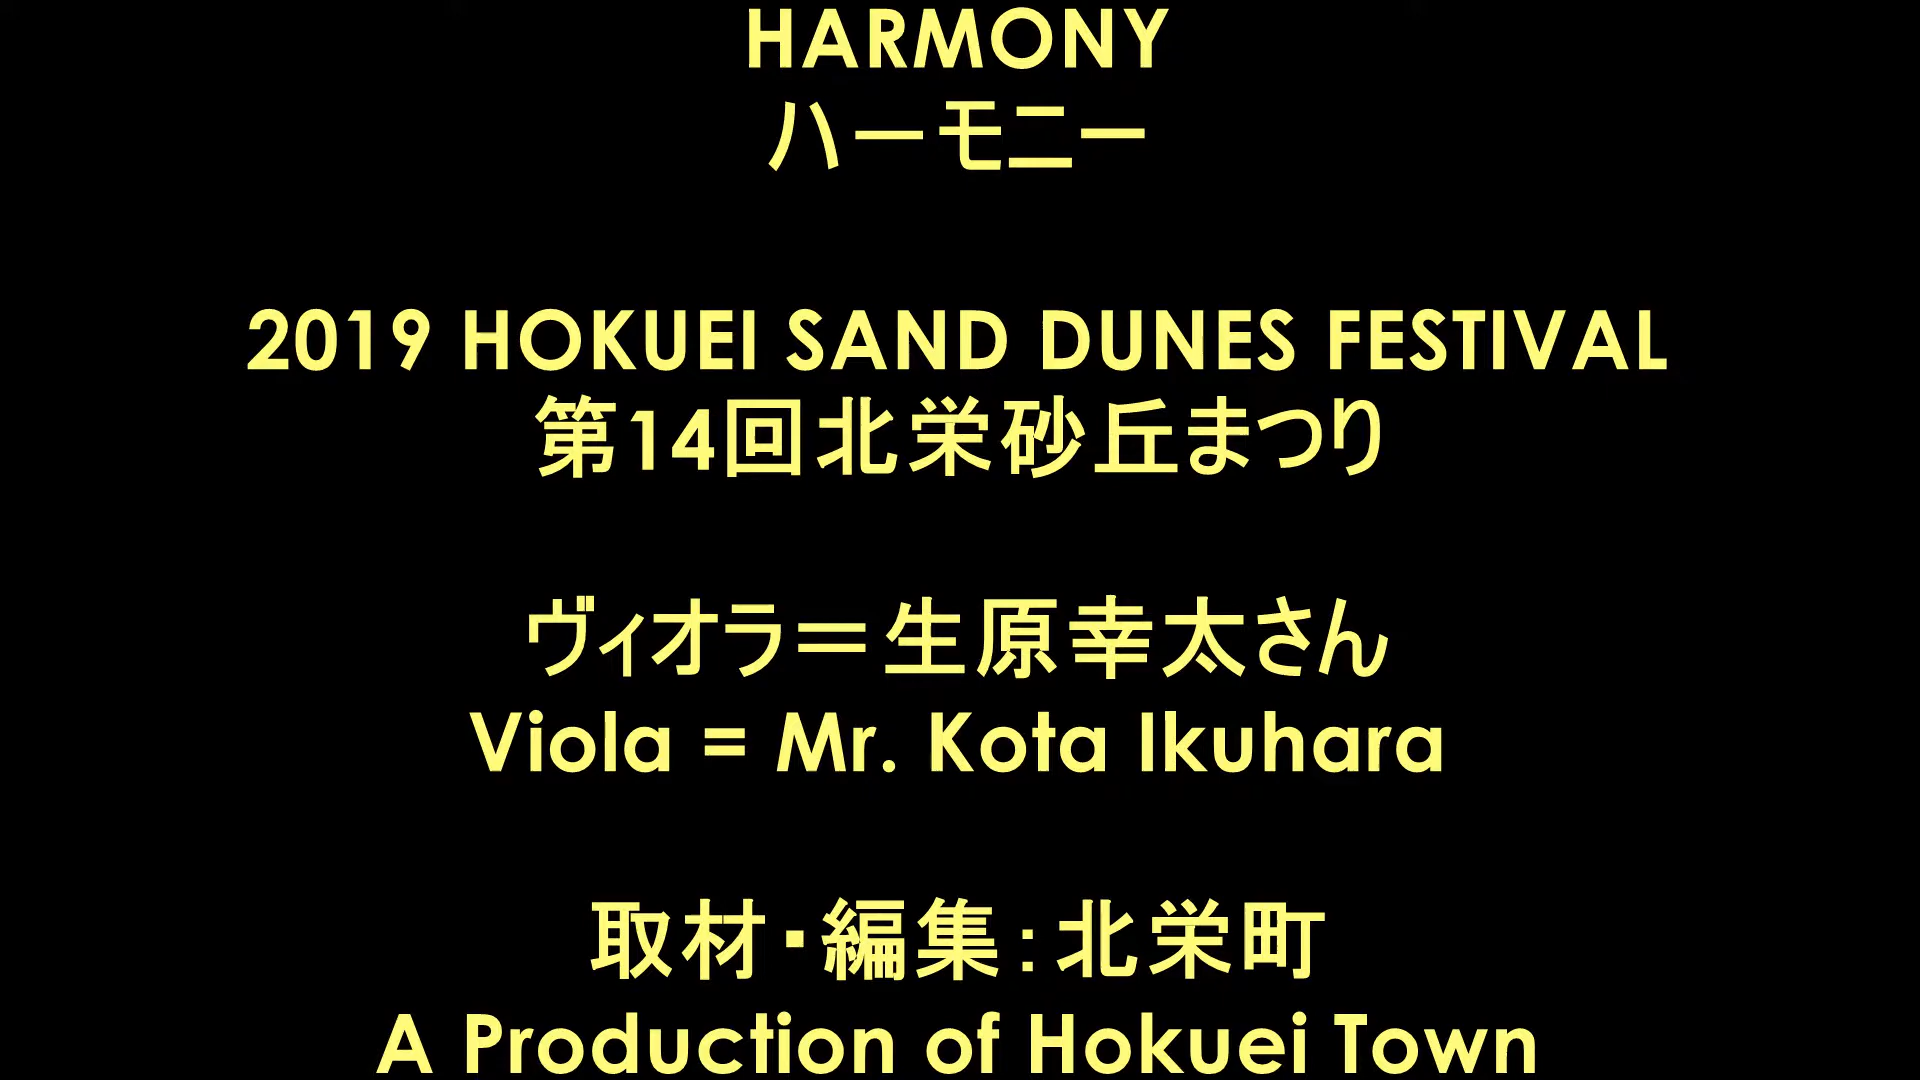 HARMONY
ハーモニー
2019 HOKUEI SAND DUNES FESTIVAL
第14回北栄砂丘まつり
ヴィオラ＝生原幸太さん
Viola = Mr. Kota Ikuhara
取材・編集：北栄町
A Production of Hokuei Town